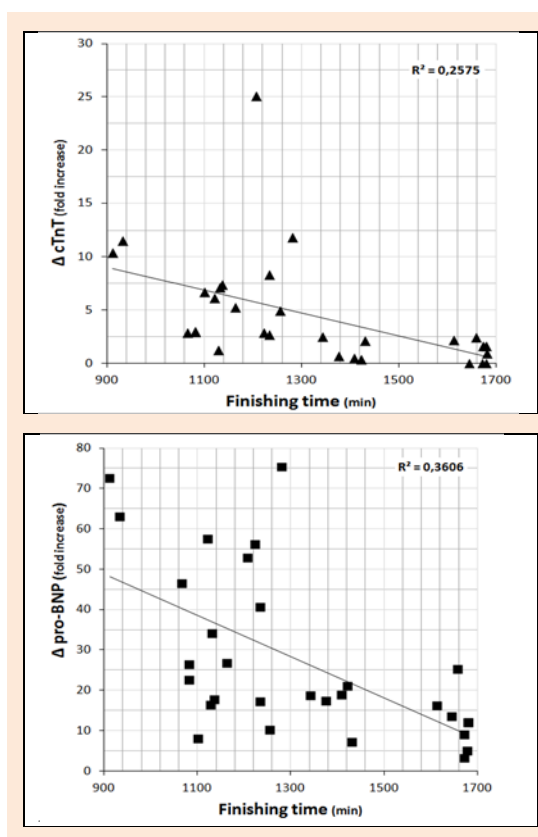 30
R² = 0,2575
25
20
15
10
5
0
Δ cTnT (fold increase)
900 1100 1300 1500 1700
Finishing time (min)
80
R² = 0,3606
70
60
50
40
30
20
10
0
Δ pro-BNP (fold increase)
900 1100 1300 1500 1700
Finishing time (min)